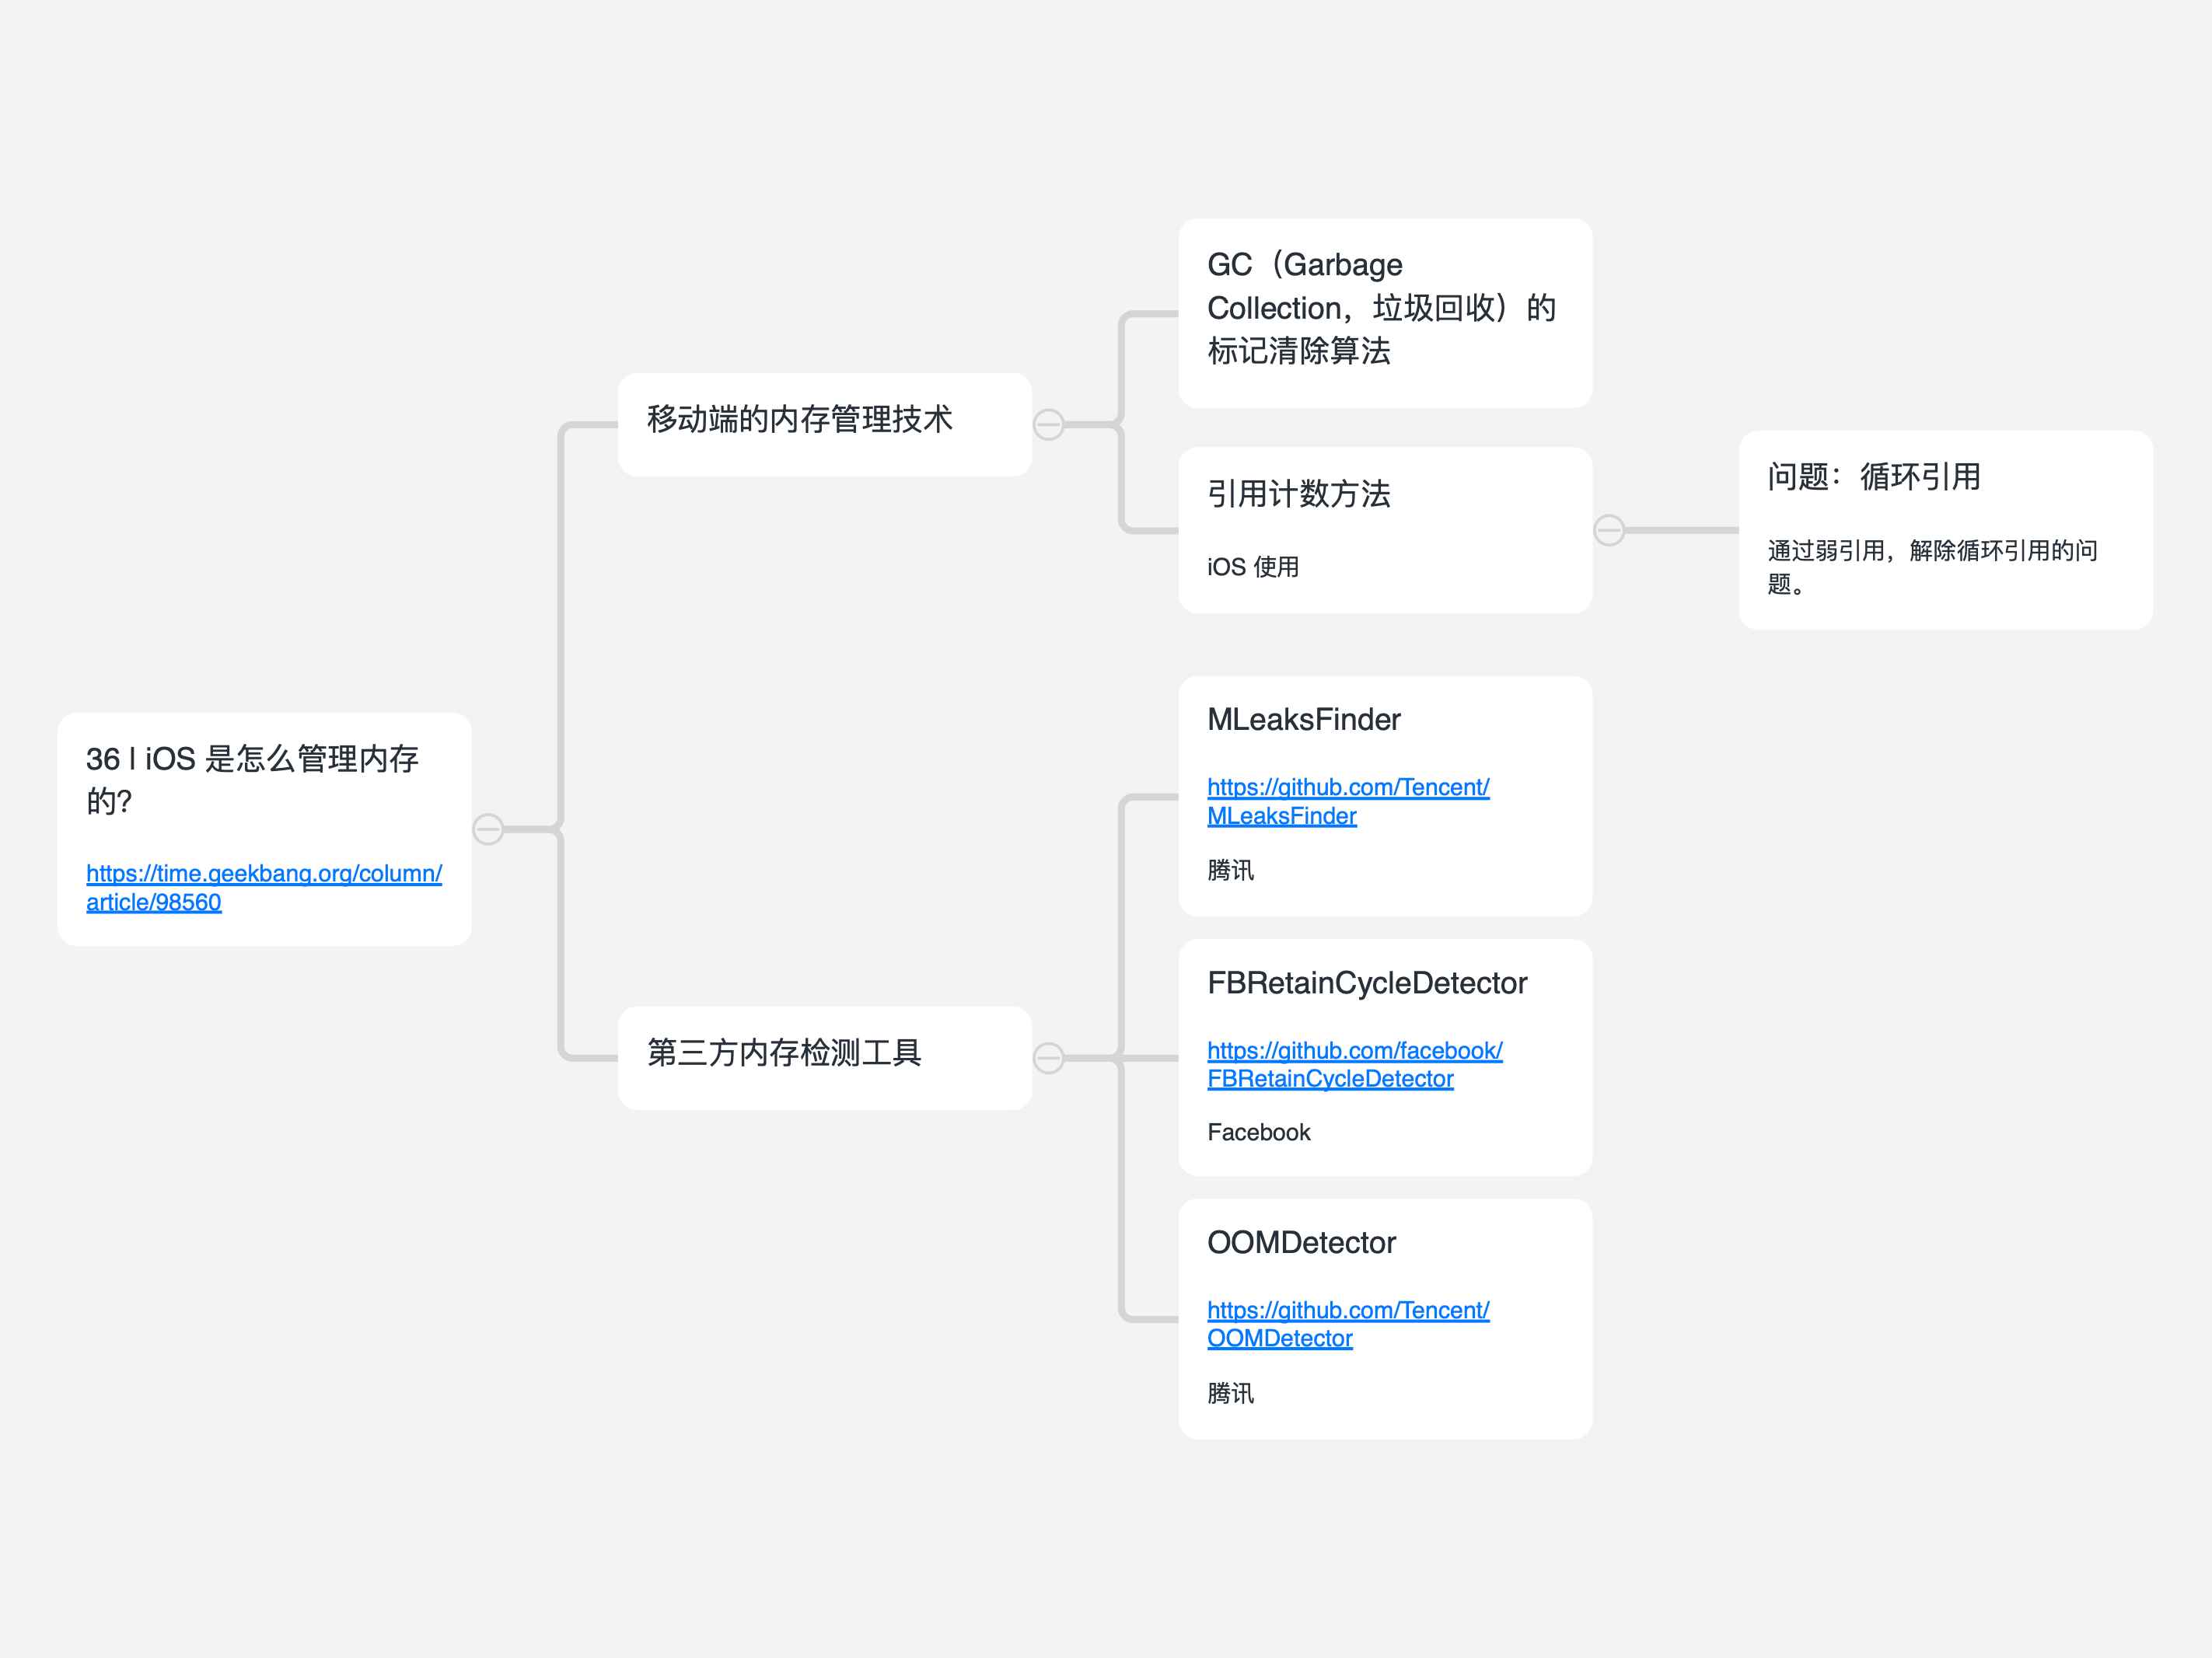 36 | iOS 是怎么管理内存
的?
https://time.geekbang.org/column/
article/98560
移动端的内存管理技术
GC（Garbage
Collection，垃圾回收）的
标记清除算法
引用计数方法
iOS 使用
问题：循环引用
通过弱引用，解除循环引用的问
题。
第三方内存检测工具
MLeaksFinder
https://github.com/Tencent/
MLeaksFinder
腾讯
FBRetainCycleDetector
https://github.com/facebook/
FBRetainCycleDetector
Facebook
OOMDetector
https://github.com/Tencent/
OOMDetector
腾讯